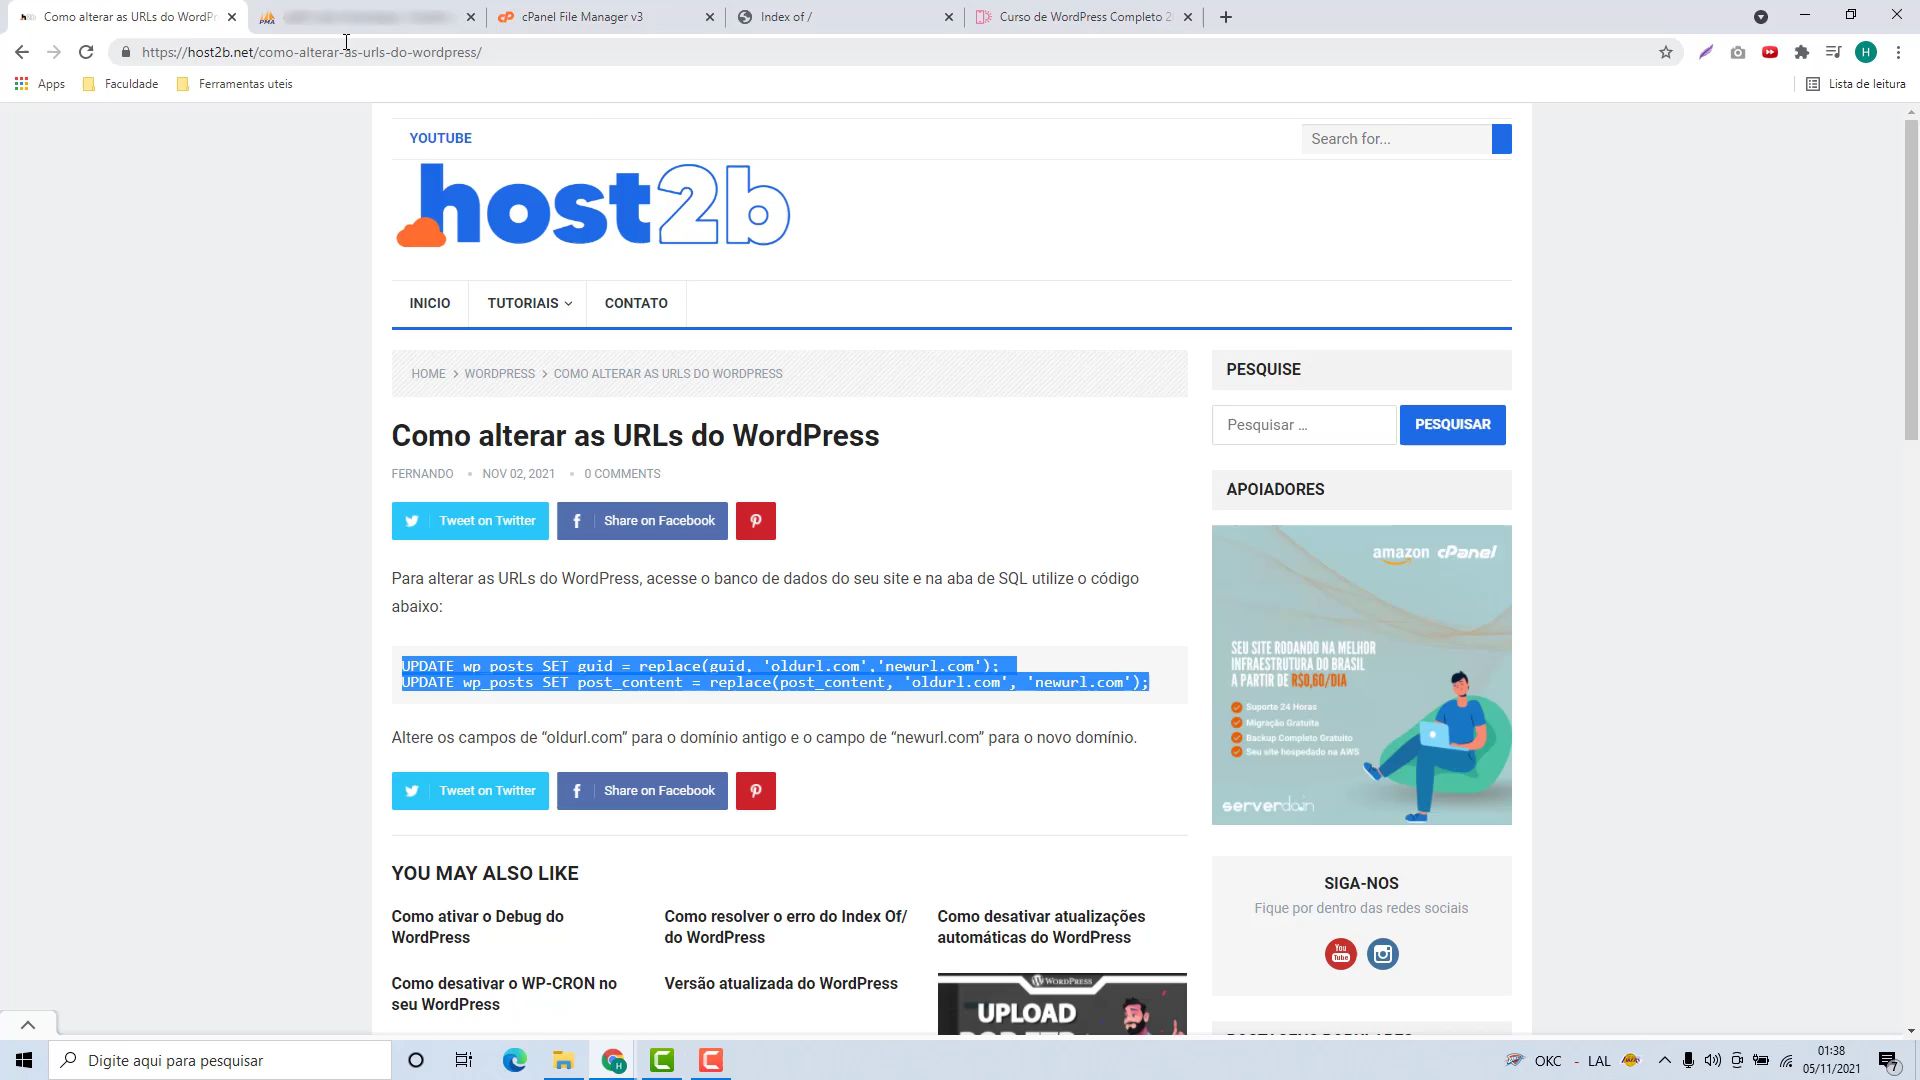 Como alterar as URLs do WordPr
PMA
cPanel File Manager v3
Index of /
Curso de WordPress Completo 2
https://host2b.net/como-alterar-as-urls-do-wordpress/
H
Apps
Faculdade
Ferramentas uteis
Lista de leitura
YOUTUBE
Search for...
host2b
INICIO
TUTORIAIS
CONTATO
HOME > WORDPRESS > COMO ALTERAR AS URLS DO WORDPRESS
Como alterar as URLs do WordPress
FERNANDO • NOV 02, 2021 • 0 COMMENTS
Tweet on Twitter
Share on Facebook
Para alterar as URLs do WordPress, acesse o banco de dados do seu site e na aba de SQL utilize o código
abaixo:
UPDATE wp_posts SET guid = replace(guid, 'oldurl.com','newurl.com');
UPDATE wp_posts SET post_content = replace(post_content, 'oldurl.com', 'newurl.com');
Altere os campos de “oldurl.com” para o domínio antigo e o campo de “newurl.com” para o novo domínio.
Tweet on Twitter
Share on Facebook
YOU MAY ALSO LIKE
Como ativar o Debug do
WordPress
Como resolver o erro do Index Of/
do WordPress
Como desativar atualizações
automáticas do WordPress
Como desativar o WP-CRON no
seu WordPress
Versão atualizada do WordPress
WORDPRESS
UPLOAD
POR FTP
PESQUISE
Pesquisar …
PESQUISAR
APOIADORES
amazon cPanel
SEU SITE RODANDO NA MELHOR
INFRAESTRUTURA DO BRASIL
A PARTIR DE R$0,60/DIA
Suporte 24 Horas
Migração Gratuita
Backup Completo Gratuito
Seu site hospedado na AWS
serverdo.in
SIGA-NOS
Fique por dentro das redes sociais
You
Tube
Digite aqui para pesquisar
H
OKC - LAL
01:38
05/11/2021
7